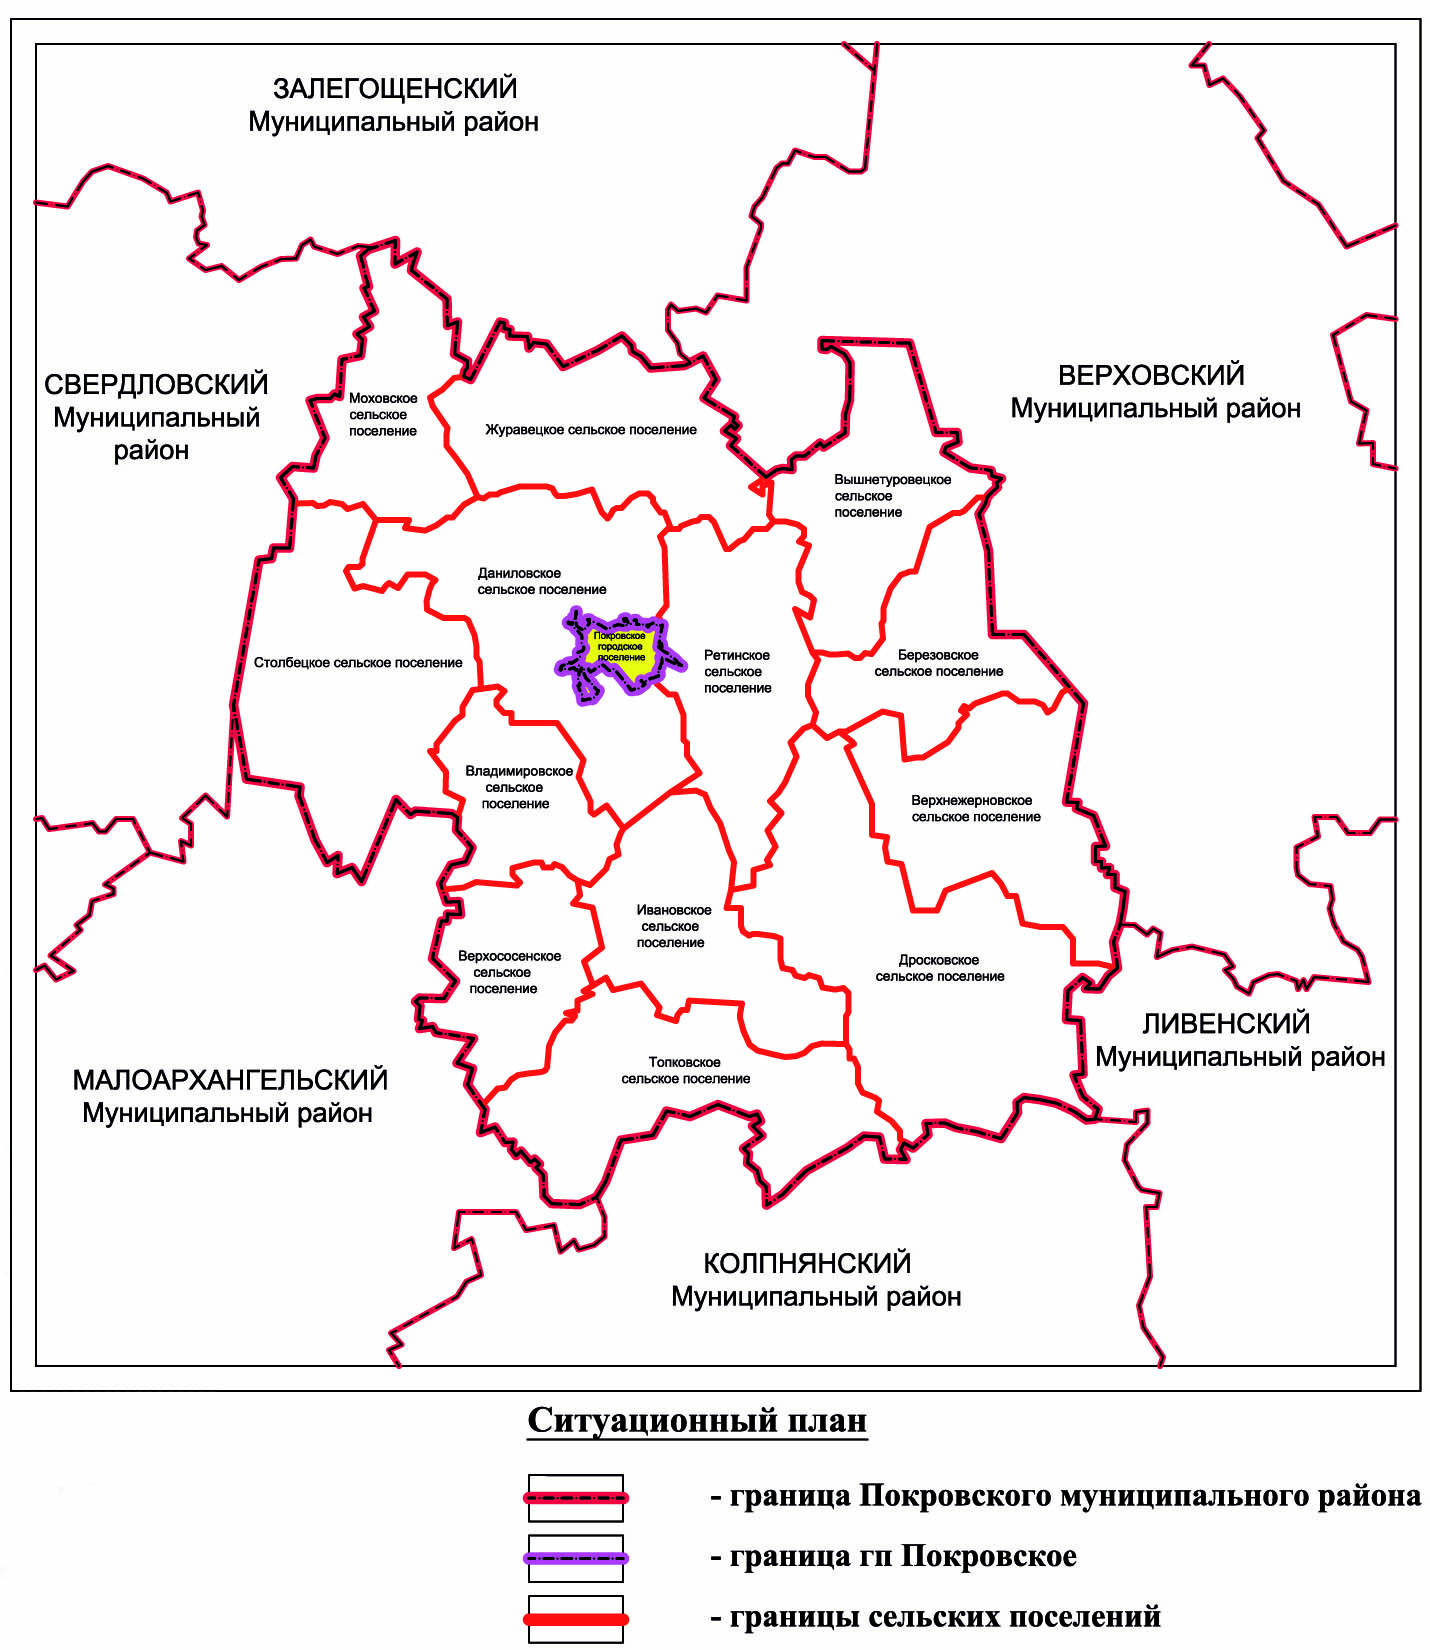 ЗАЛЕГОЩЕНСКИЙ
Муниципальный район
СВЕРДЛОВСКИЙ
Муниципальный
район
ВЕРХОВСКИЙ
Муниципальный район
Моховское
сельское
поселение
Журавецкое сельское поселение
Вышнетуровецкое
сельское
поселение
Даниловское
сельское поселение
Покровское
городское
поселение
Столбецкое сельское поселение
Ретинское
сельское
поселение
Березовское
сельское поселение
Владимировское
сельское
поселение
Верхнежерновское
сельское поселение
Ивановское
сельское
поселение
Верхососенское
сельское
поселение
Дросковское
сельское поселение
Топковское
сельское поселение
ЛИВЕНСКИЙ
Муниципальный район
МАЛОАРХАНГЕЛЬСКИЙ
Муниципальный район
КОЛПНЯНСКИЙ
Муниципальный район
Ситуационный план
- граница Покровского муниципального района
- граница гп Покровское
- границы сельских поселений